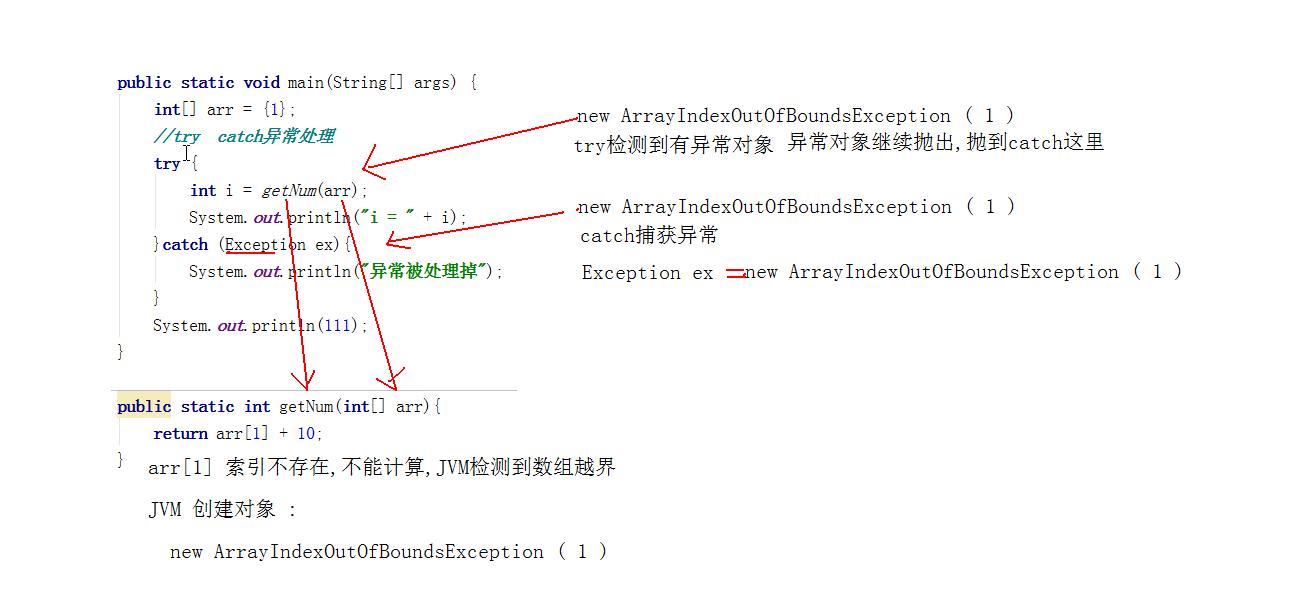 public static void main(String[] args) {
int[] arr = {1};
//try catch异常处理
try {
int i = getNum(arr);
System.out.println("i = " + i);
}catch (Exception ex){
System.out.println("异常被处理掉");
}
System.out.println(111);
}
new ArrayIndexOutOfBoundsException ( 1 )
try检测到有异常对象 异常对象继续抛出,抛到catch这里
new ArrayIndexOutOfBoundsException ( 1 )
catch捕获异常
Exception ex =new ArrayIndexOutOfBoundsException ( 1 )
public static int getNum(int[] arr){
return arr[1] + 10;
}
arr[1] 索引不存在,不能计算,JVM检测到数组越界
JVM 创建对象 :
new ArrayIndexOutOfBoundsException ( 1 )